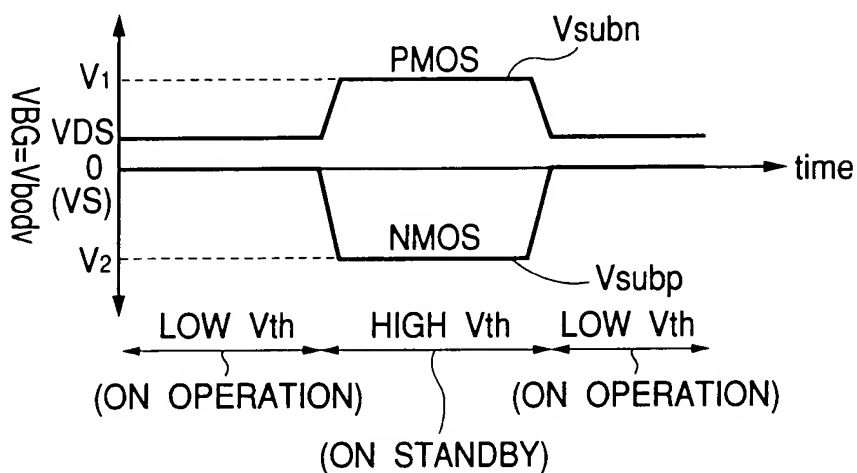 Vsubn
PMOS
V1
VDS
0
(VS)
VBG=Vbody
time
NMOS
V2
Vsubp
LOW Vth
HIGH Vth
LOW Vth
(ON OPERATION)
(ON OPERATION)
(ON STANDBY)